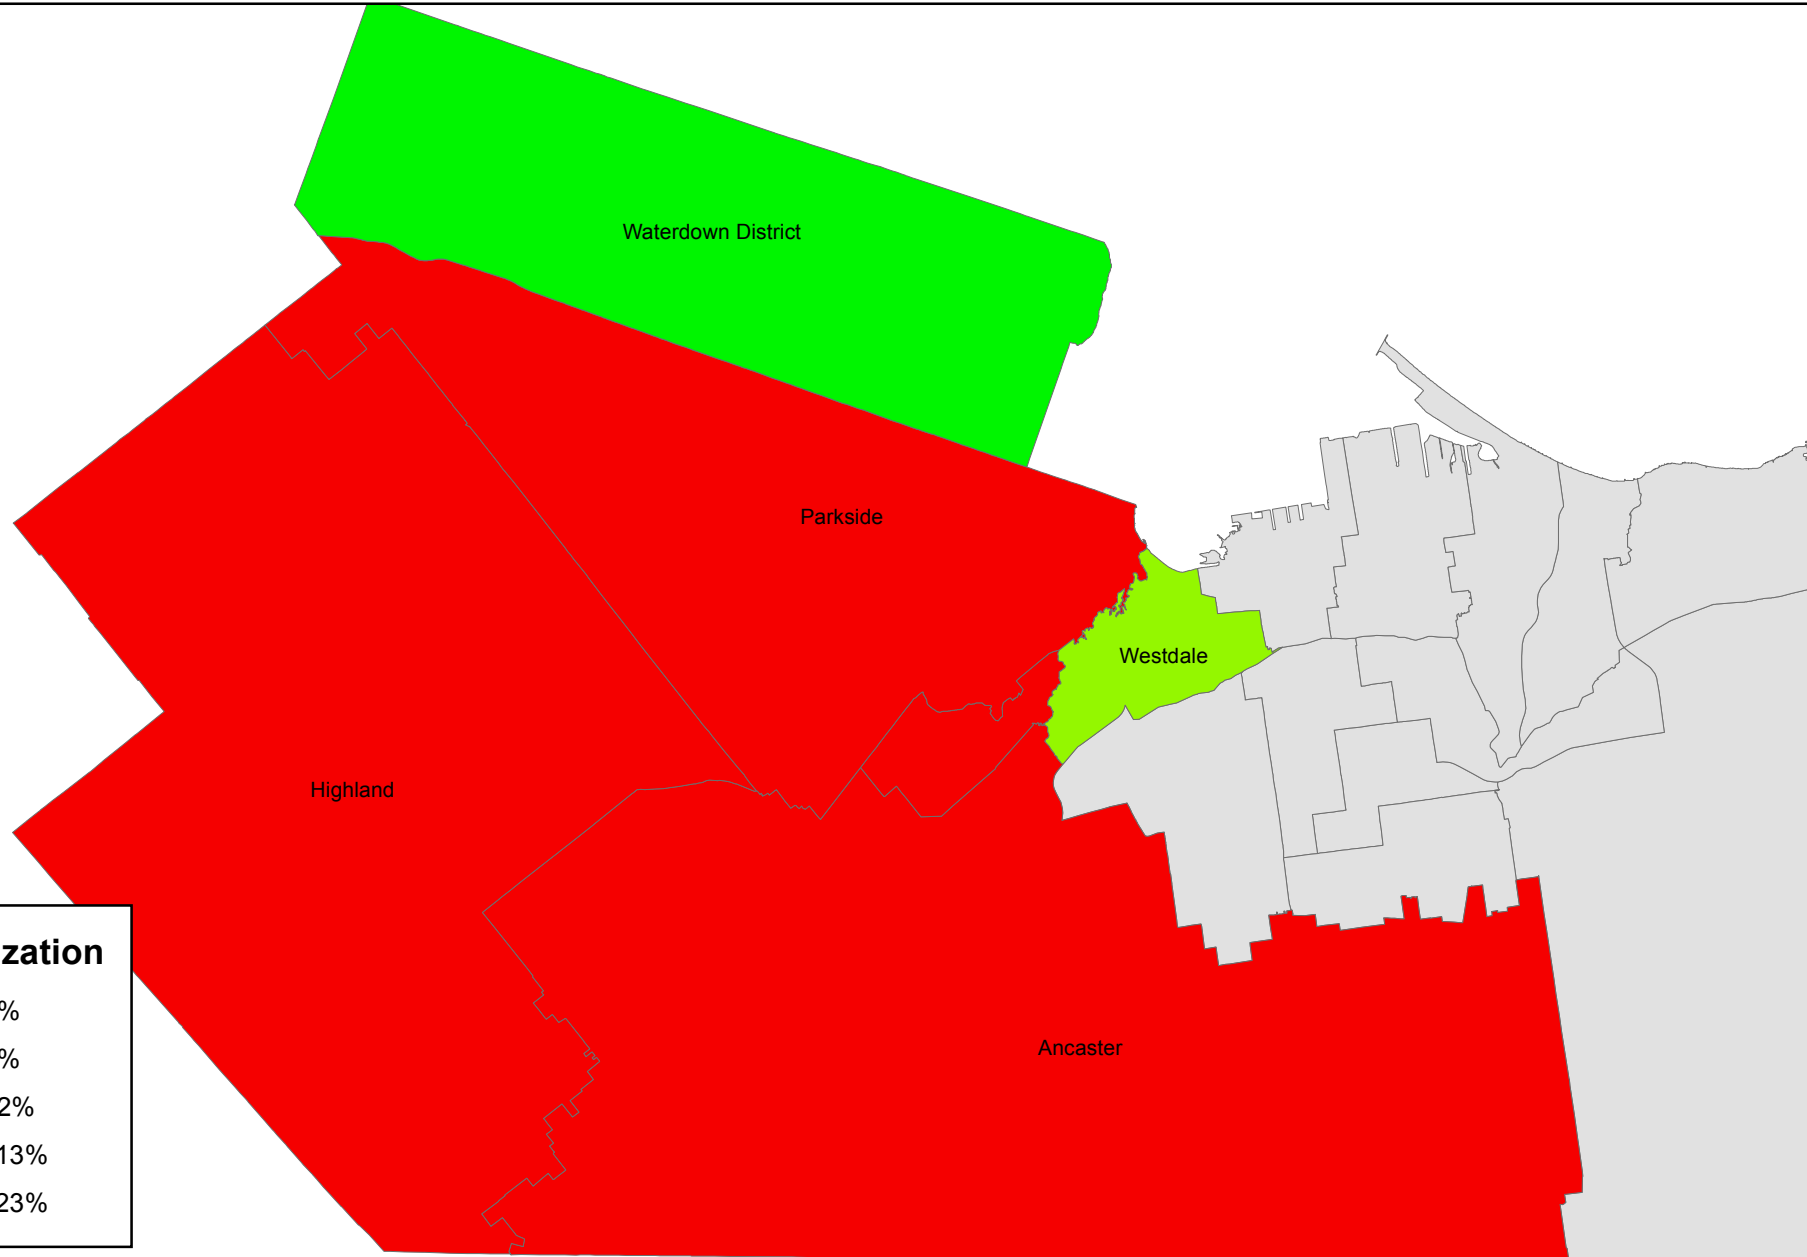 Waterdown District
Parkside
Westdale
Highland
Ancaster
zation
%
%
2%
13%
23%